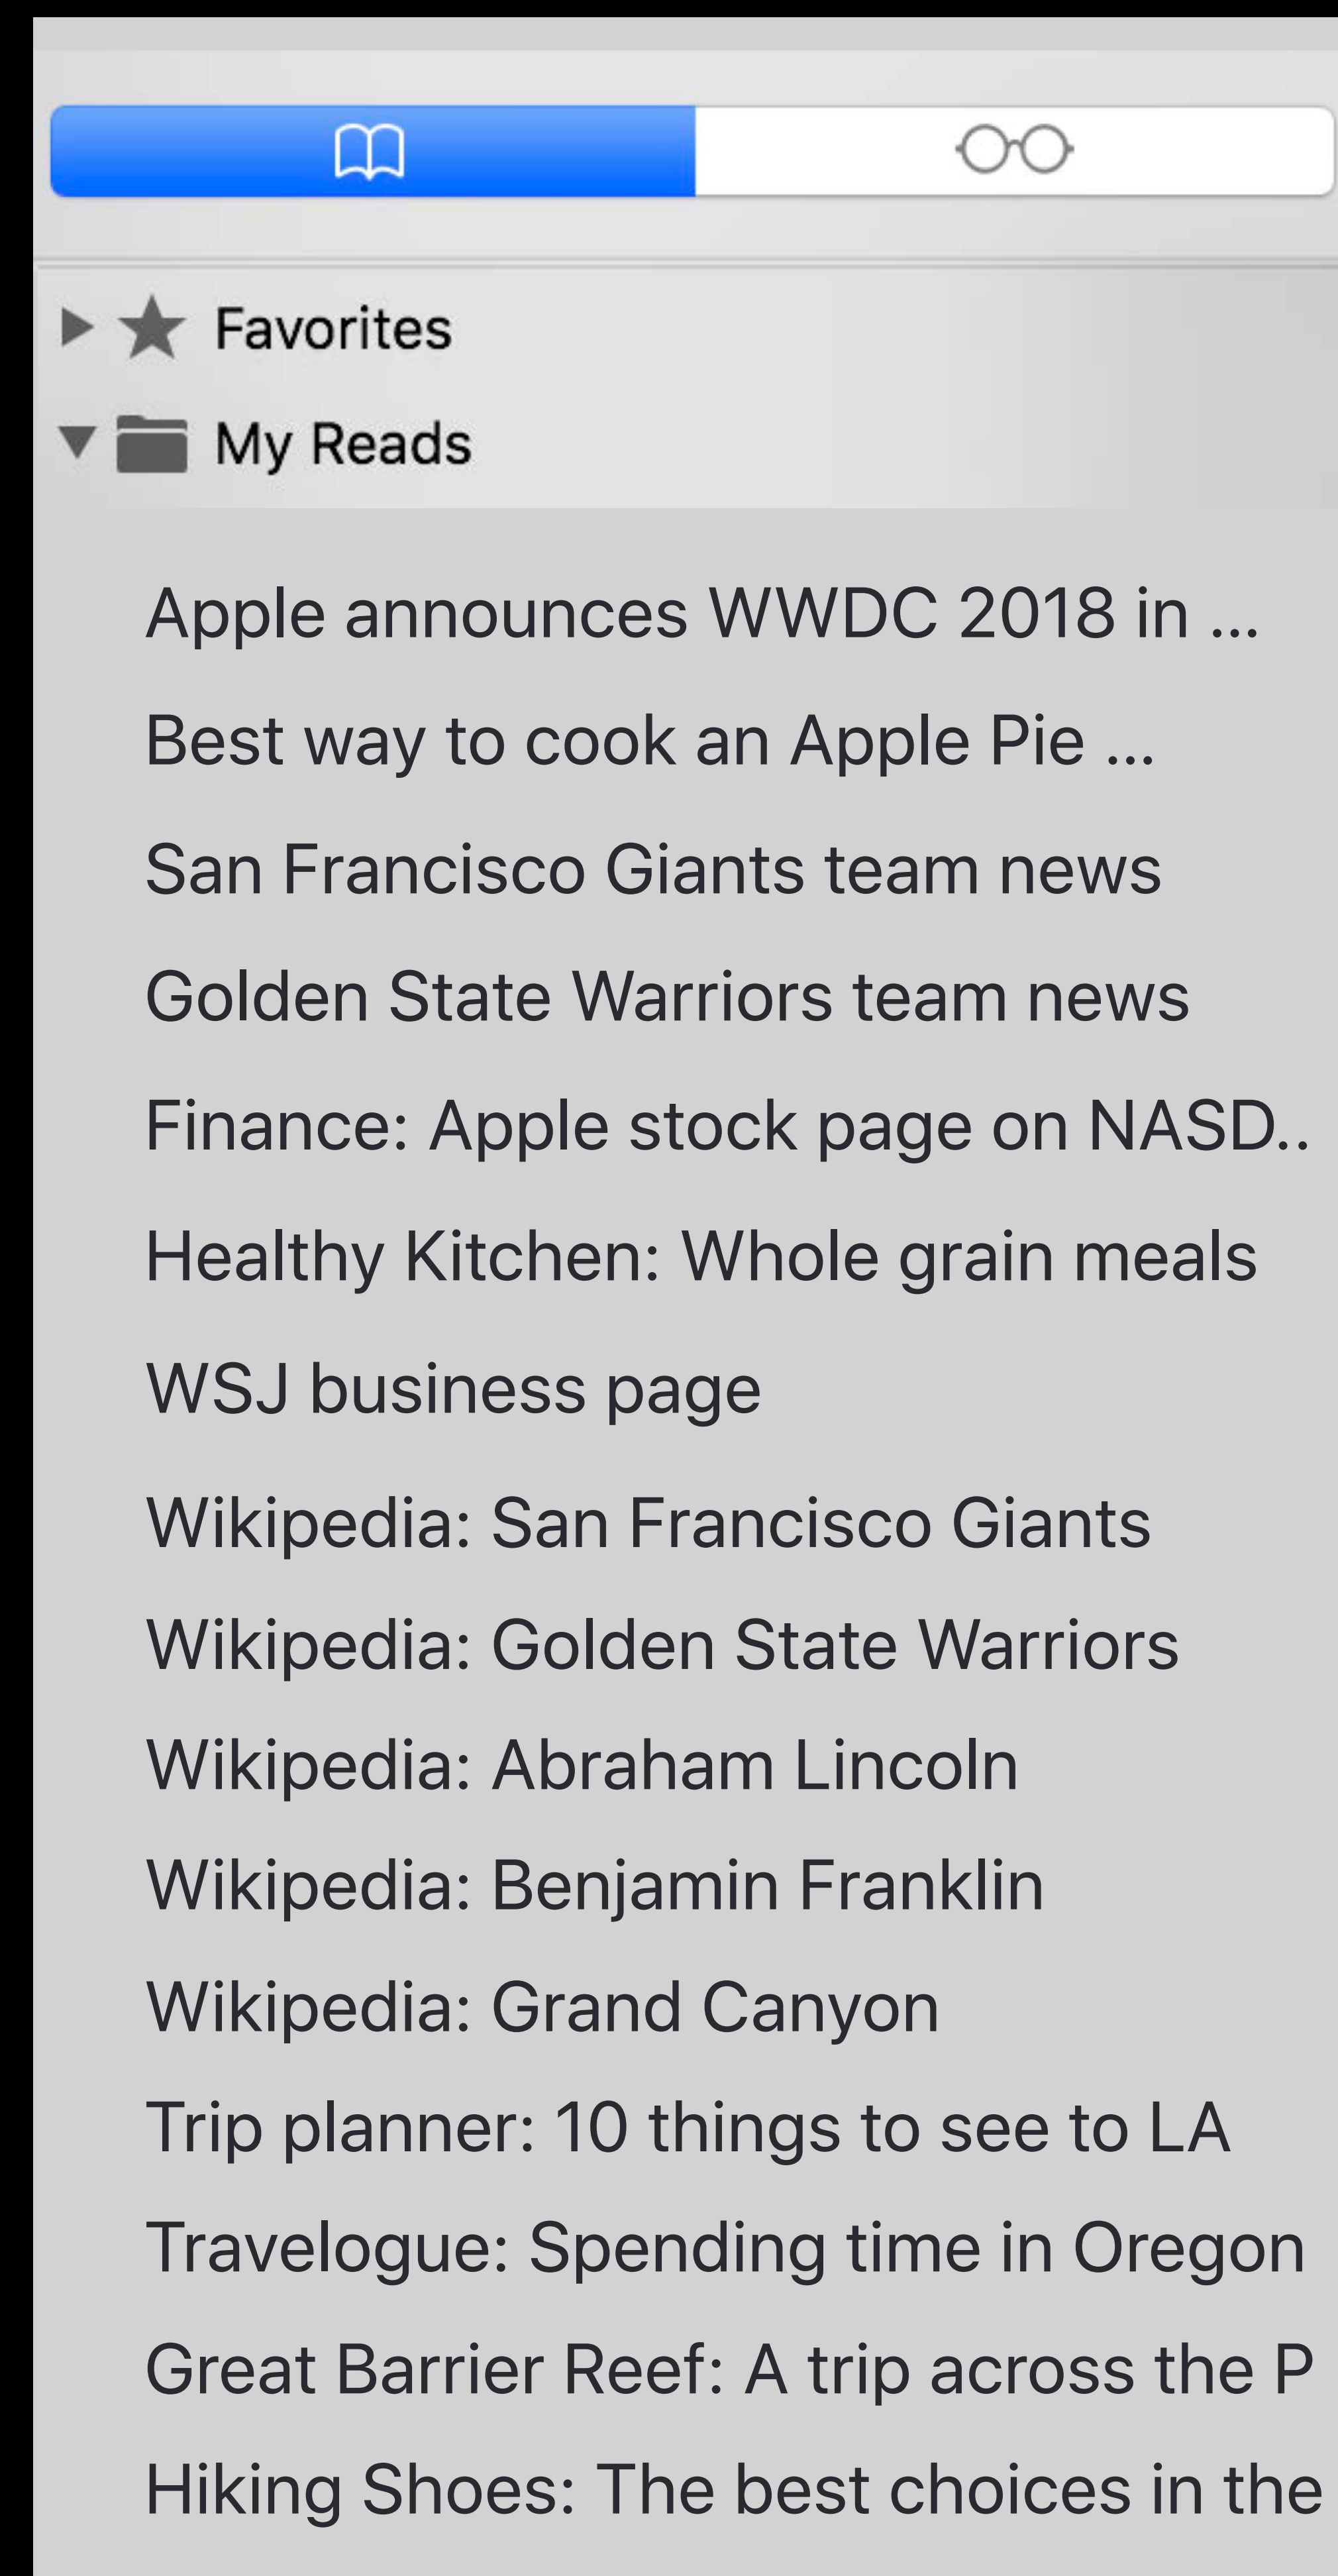 Favorites
My Reads
Apple announces WWDC 2018 in ...
Best way to cook an Apple Pie ...
San Francisco Giants team news
Golden State Warriors team news
Finance: Apple stock page on NASD..
Healthy Kitchen: Whole grain meals
WSJ business page
Wikipedia: San Francisco Giants
Wikipedia: Golden State Warriors
Wikipedia: Abraham Lincoln
Wikipedia: Benjamin Franklin
Wikipedia: Grand Canyon
Trip planner: 10 things to see to LA
Travelogue: Spending time in Oregon
Great Barrier Reef: A trip across the P
Hiking Shoes: The best choices in the